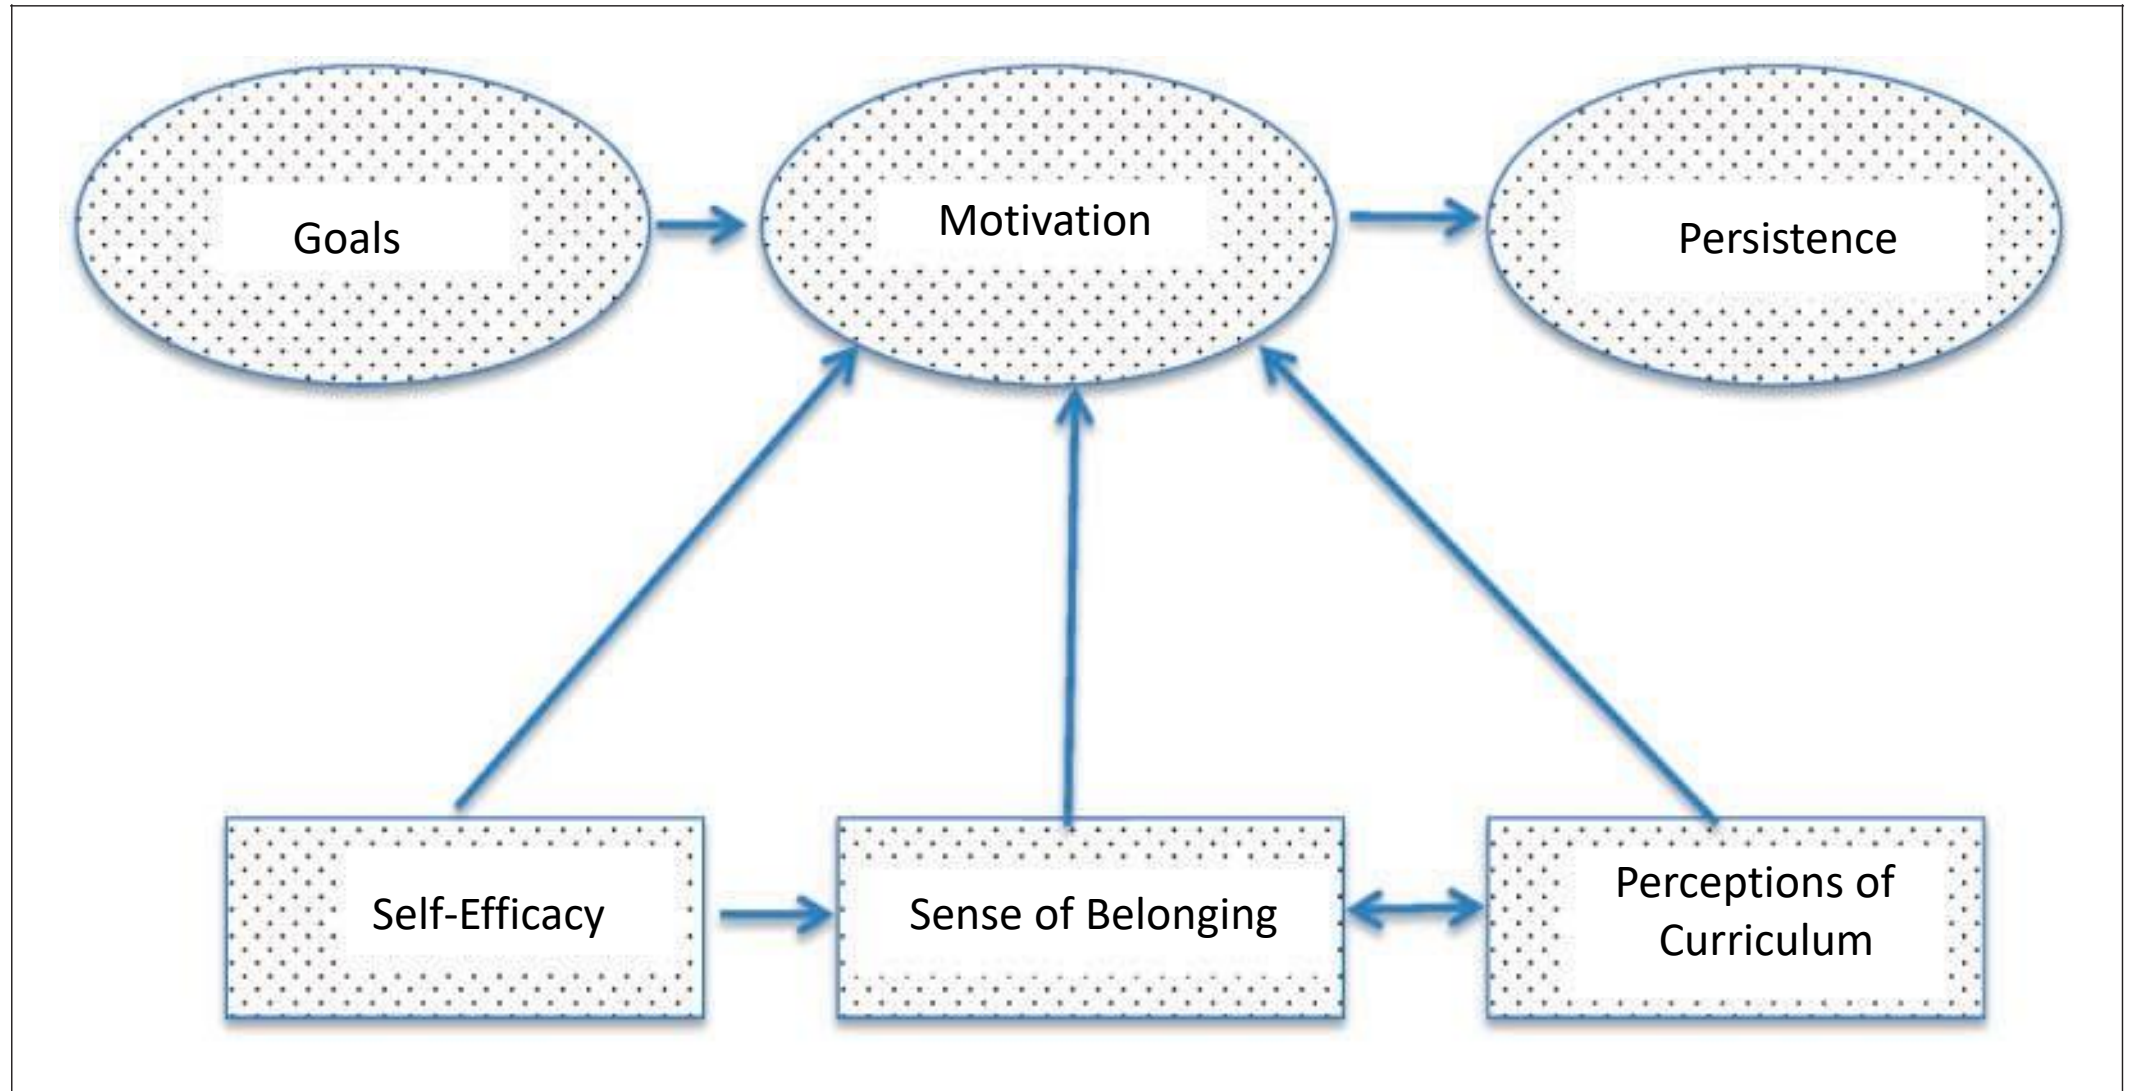 Goals
Motivation
Persistence
Self-Efficacy
Sense of Belonging
Perceptions of
Curriculum